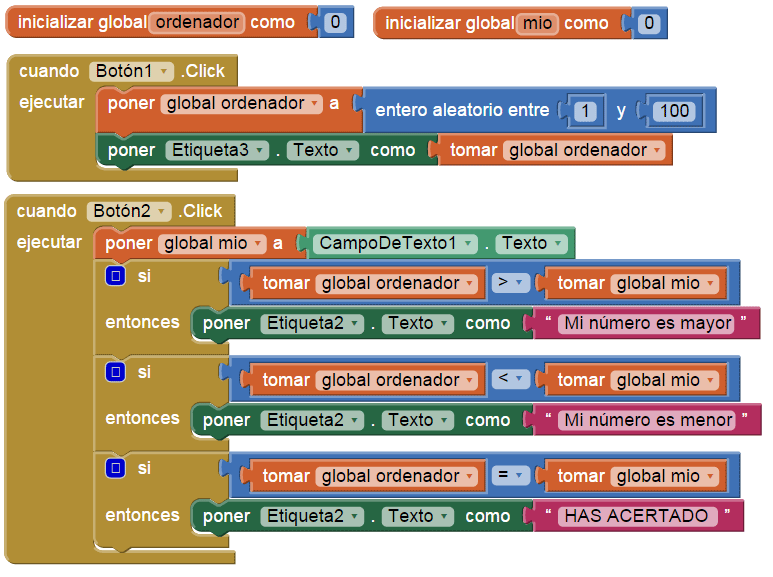 inicializar global ordenador como 0 inicializar global mio como 0
cuando Botón1 .Click
ejecutar poner global ordenador a entero aleatorio entre 1 y 100
poner Etiqueta3 . Texto como tomar global ordenador
cuando Botón2 .Click
ejecutar poner global mio a CampoDeTexto1 . Texto
si tomar global ordenador > tomar global mio
entonces poner Etiqueta2 . Texto como " Mi número es mayor "
si tomar global ordenador < tomar global mio
entonces poner Etiqueta2 . Texto como " Mi número es menor "
si tomar global ordenador = tomar global mio
entonces poner Etiqueta2 . Texto como " HAS ACERTADO "